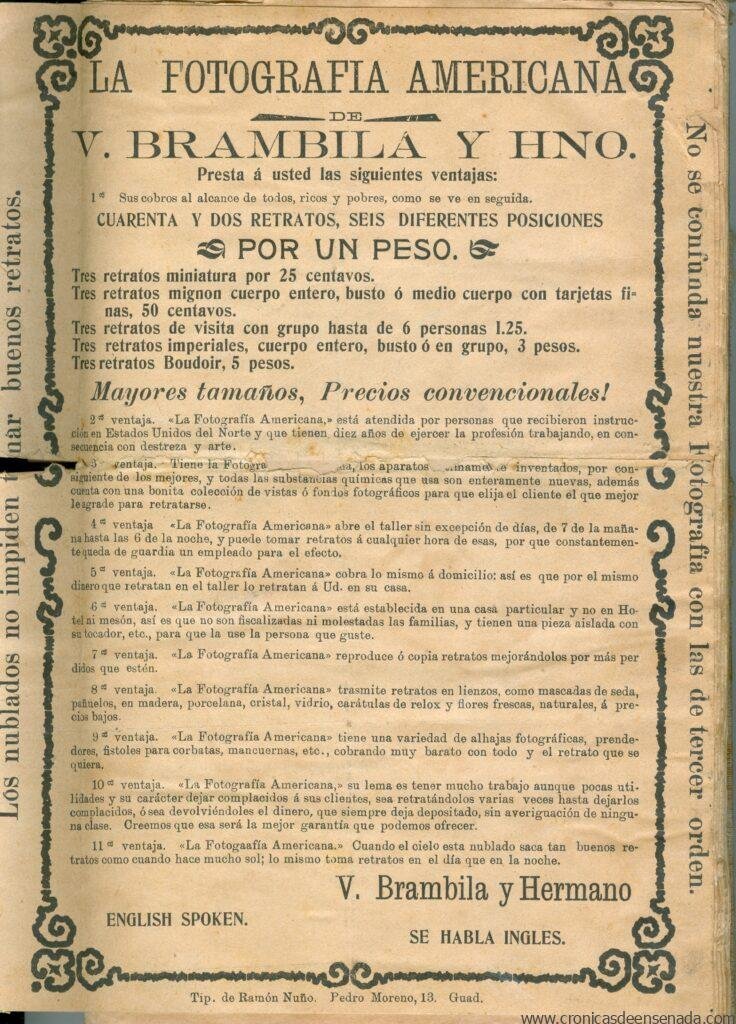 LA FOTOGRAFIA AMERICANA
DE
V. BRAMBILA Y HNO.
Presta á usted las siguientes ventajas:
1ª Sus cobros al alcance de todos, ricos y pobres, como se ve en seguida.
CUARENTA Y DOS RETRATOS, SEIS DIFERENTES POSICIONES
POR UN PESO.
Tres retratos miniatura por 25 centavos.
Tres retratos mignon cuerpo entero, busto ó medio cuerpo con tarjetas fi-
nas, 50 centavos.
Tres retratos de visita con grupo hasta de 6 personas 1.25.
Tres retratos imperiales, cuerpo entero, busto ó en grupo, 3 pesos.
Tres retratos Boudoir, 5 pesos.
Mayores tamaños, Precios convencionales!
2ª ventaja. «La Fotografía Americana,» está atendida por personas que recibieron instruc-
ción en Estados Unidos del Norte y que tienen diez años de ejercer la profesión trabajando, en con-
secuencia con destreza y arte.
3ª ventaja. Tiene la los aparatos inventados, por con-
siguiente de los mejores, y todas las substancias químicas que usa son enteramente nuevas, además
cuenta con una bonita colección de vistas ó fondos fotográficos para que elija el cliente el que mejor
le agrade para retratarse.
4ª ventaja «La Fotografía Americana» abre el taller sin excepción de días, de 7 de la maña-
na hasta las 6 de la noche, y puede tomar retratos á cualquier hora de esas, por que constantemen-
te queda de guardia un empleado para el efecto.
5ª ventaja. «La Fotografía Americana» cobra lo mismo á domicilio: así es que por el mismo
dinero que retratan en el taller lo retratan á Ud. en su casa.
6ª ventaja. «La Fotografía Americana» está establecida en una casa particular y no en Ho-
tel ni mesón, así es que no son fiscalizadas ni molestadas las familias, y tienen una pieza aislada con
su tocador, etc., para que la use la persona que guste.
7ª ventaja. «La Fotografía Americana» reproduce ó copia retratos mejorándolos por más per
didos que estén.
8ª ventaja. «La Fotografía Americana» trasmite retratos en lienzos, como mascadas de seda,
pañuelos, en madera, porcelana, cristal, vidrio, carátulas de relox y flores frescas, naturales, á pre-
cios bajos.
9ª ventaja. «La Fotografía Americana» tiene una variedad de alhajas fotográficas, prende-
dores, fistoles para corbatas, mancuernas, etc., cobrando muy barato con todo y el retrato que se
quiera.
10ª ventaja. «La Fotografía Americana,» su lema es tener mucho trabajo aunque pocas uti-
lidades y su carácter dejar complacidos á sus clientes, sea retratándolos varias veces hasta dejarlos
complacidos, ó sea devolviéndoles el dinero, que siempre deja depositado, sin averiguación de ningu-
na clase. Creemos que esa será la mejor garantía que podemos ofrecer.
11ª ventaja. «La Fotogaafía Americana.» Cuando el cielo esta nublado saca tan buenos re-
tratos como cuando hace mucho sol; lo mismo toma retratos en el día que en la noche.
V. Brambila y Hermano
ENGLISH SPOKEN.
SE HABLA INGLES.
Tip. de Ramón Nuño. Pedro Moreno, 13. Guad.
Los nublados no impiden tomar buenos retratos.
No se confunda nuestra Fotografia con las de tercer orden.
www.cronicasdeensenada.com